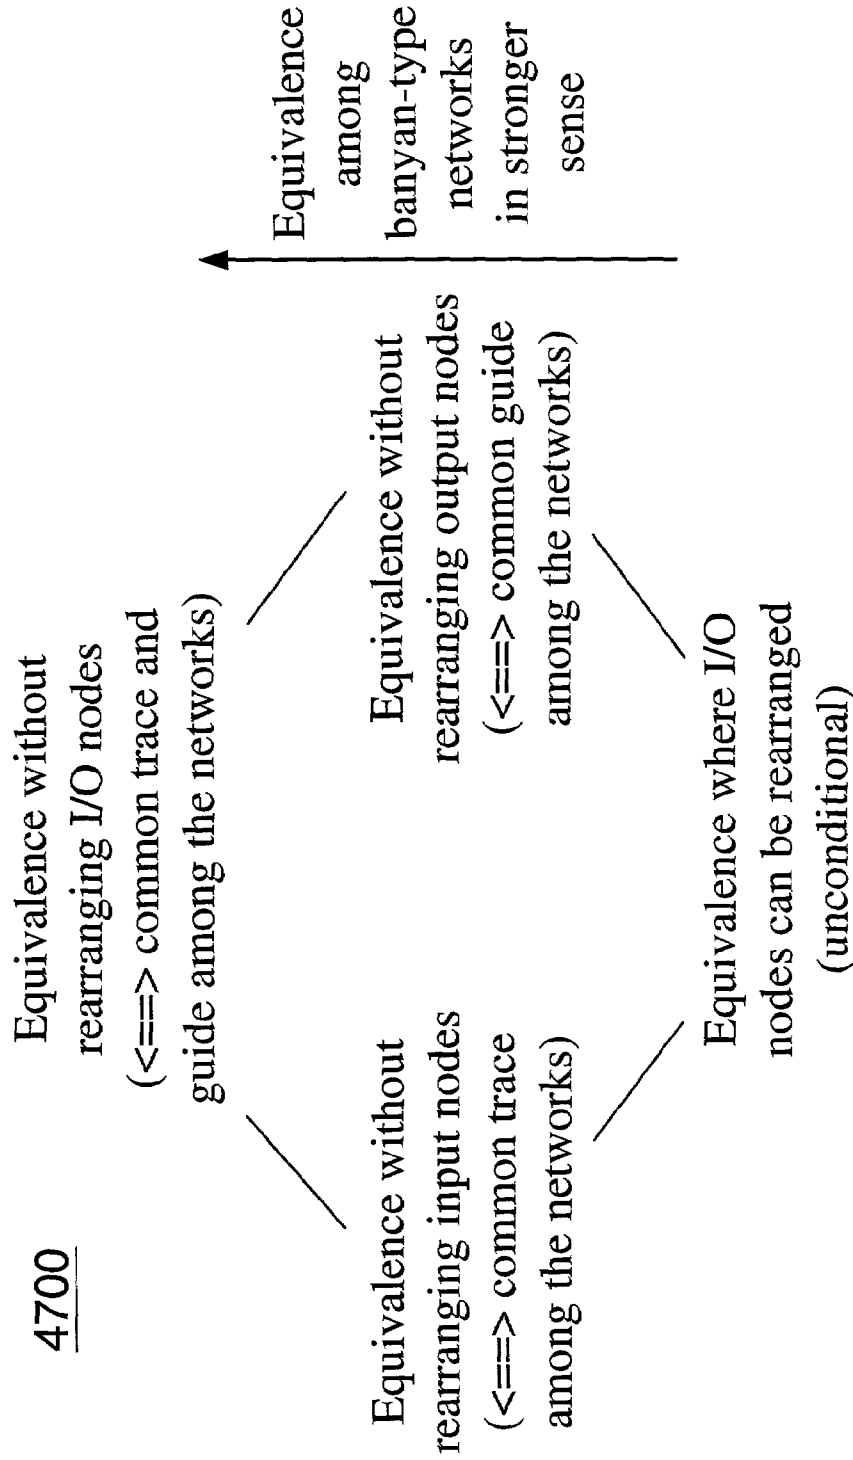 4700
Equivalence without
rearranging I/O nodes
(<==> common trace and
guide among the networks)
Equivalence without
rearranging input nodes
(<==> common trace
among the networks)
Equivalence without
rearranging output nodes
(<==> common guide
among the networks)
Equivalence where I/O
nodes can be rearranged
(unconditional)
Equivalence
among
banyan-type
networks
in stronger
sense